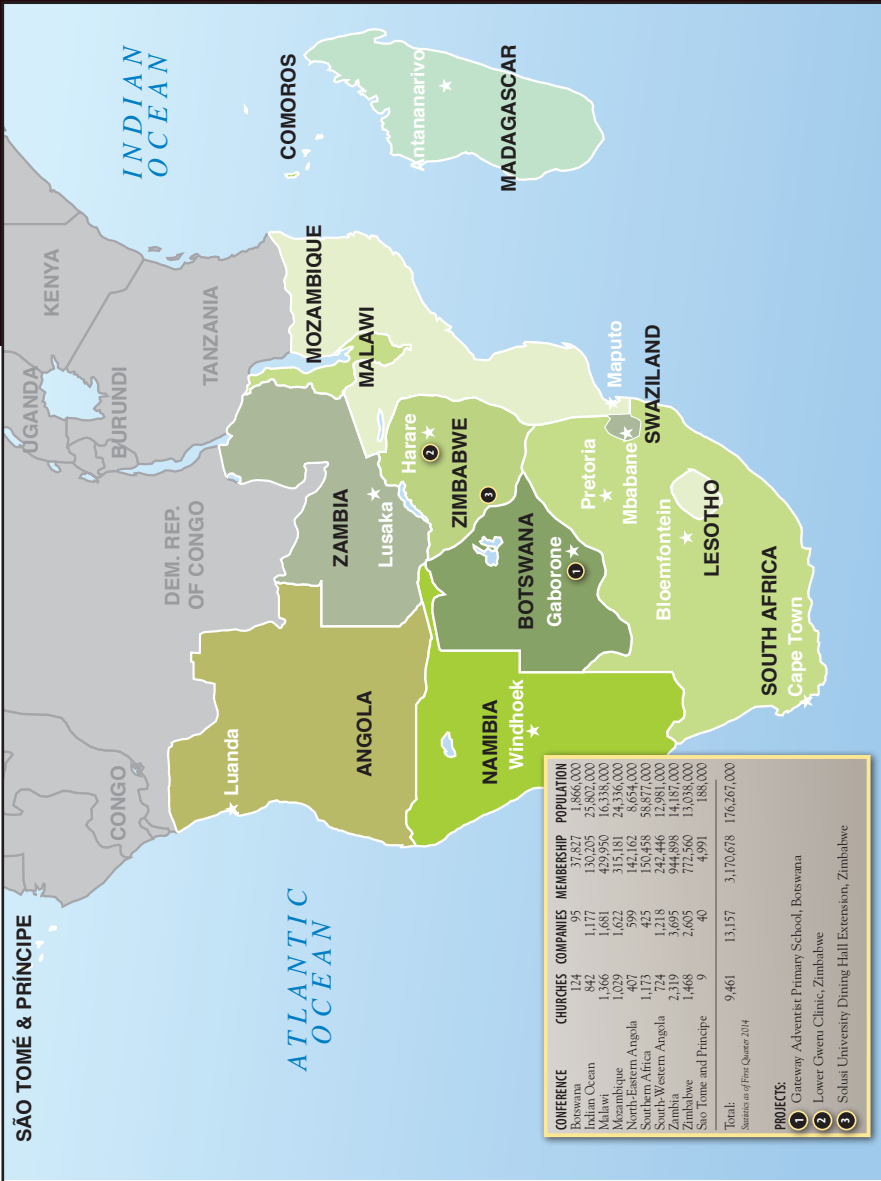 SÃO TOMÉ & PRÍNCIPE
CONGO
DEM. REP.
OF CONGO
UGANDA
BURUNDI
KENYA
TANZANIA
INDIAN
OCEAN
COMOROS
Antananarivo
MADAGASCAR
ATLANTIC
OCEAN
Luanda
ANGOLA
ZAMBIA
Lusaka
MALAWI
MOZAMBIQUE
Harare
2
ZIMBABWE
3
NAMIBIA
Windhoek
BOTSWANA
Gaborone
1
Pretoria
Mbabane
Maputo
SWAZILAND
Bloemfontein
LESOTHO
SOUTH AFRICA
Cape Town
CONFERENCE CHURCHES COMPANIES MEMBERSHIP POPULATION
Botswana 124 95 37,827 1,866,000
Indian Ocean 842 1,177 130,205 25,802,000
Malawi 1,366 1,681 429,950 16,338,000
Mozambique 1,029 1,622 315,181 24,336,000
North-Eastern Angola 407 599 142,162 8,654,000
Southern Africa 1,173 425 150,458 58,877,000
South-Western Angola 724 1,218 242,446 12,981,000
Zambia 2,319 3,695 944,898 14,187,000
Zimbabwe 1,468 2,605 772,560 13,038,000
Sao Tome and Principe 9 40 4,991 188,000
Total: 9,461 13,157 3,170,678 176,267,000
Statistics as of First Quarter 2014
PROJECTS:
1 Gateway Adventist Primary School, Botswana
2 Lower Gweru Clinic, Zimbabwe
3 Solusi University Dining Hall Extension, Zimbabwe